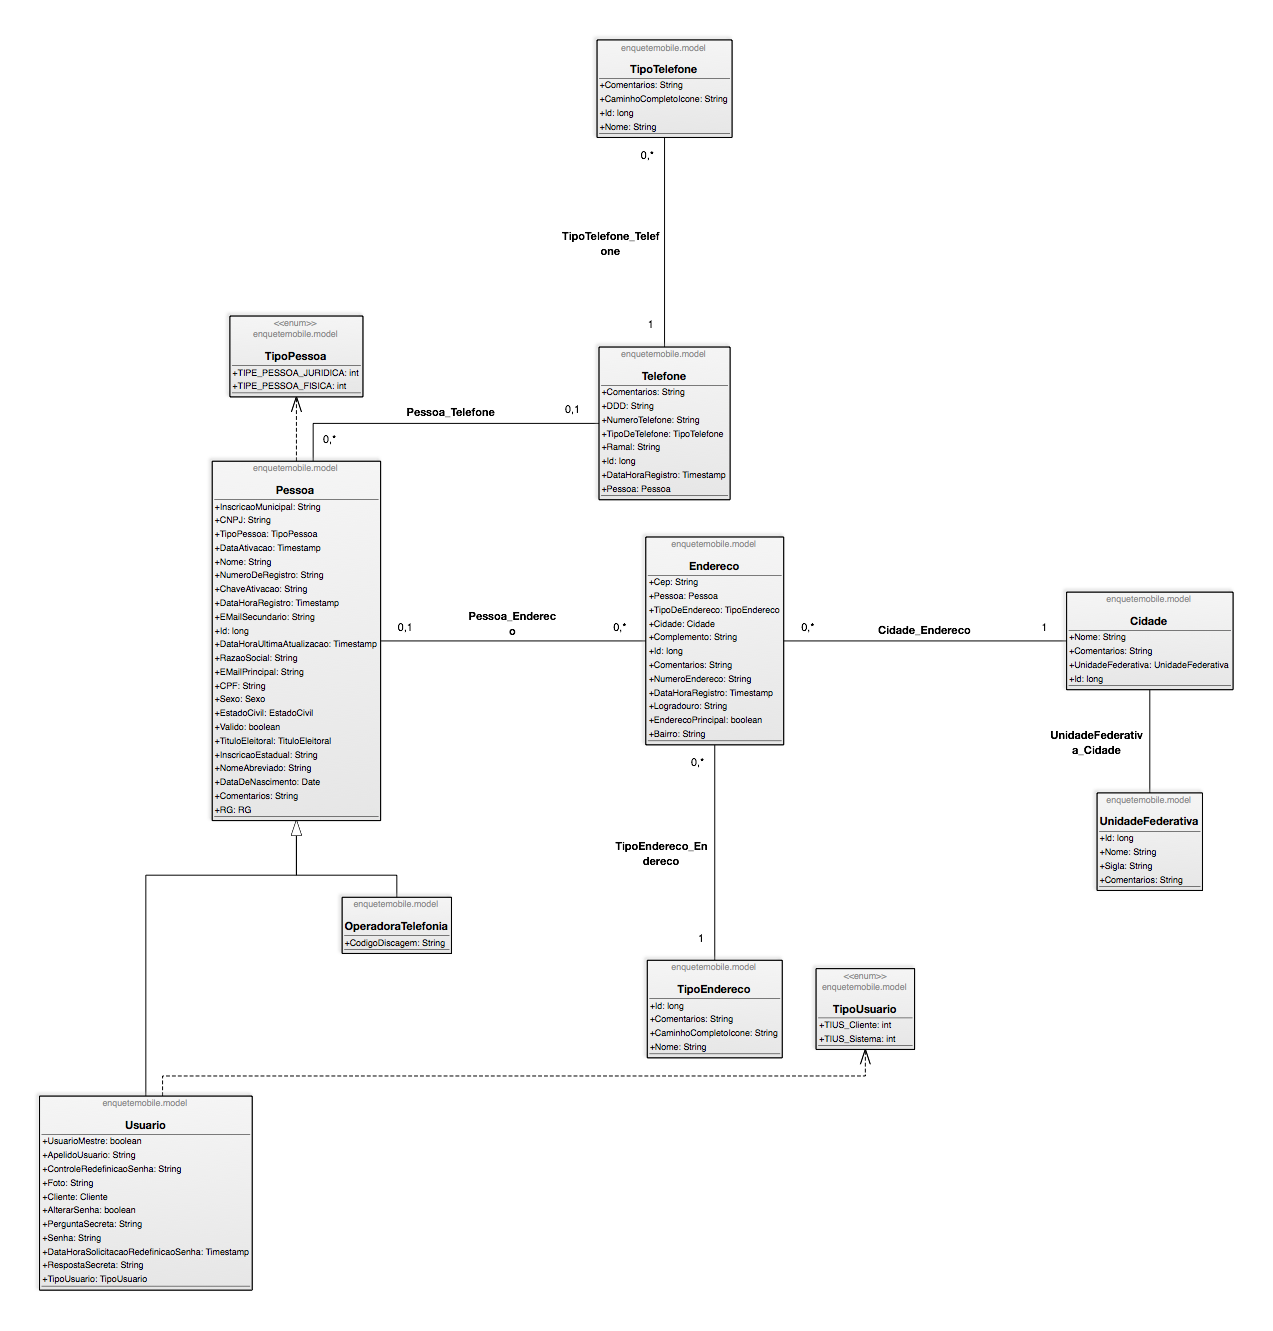 enquetemobile.model
TipoTelefone
+Comentarios: String
+CaminhoCompletoIcone: String
+Id: long
+Nome: String
0,*
TipoTelefone_Telef
one
1
<<enum>>
enquetemobile.model
TipoPessoa
+TIPE_PESSOA_JURIDICA: int
+TIPE_PESSOA_FISICA: int
enquetemobile.model
Telefone
+Comentarios: String
+DDD: String
+NumeroTelefone: String
+TipoDeTelefone: TipoTelefone
+Ramal: String
+Id: long
+DataHoraRegistro: Timestamp
+Pessoa: Pessoa
Pessoa_Telefone
0,1
0,*
enquetemobile.model
Pessoa
+InscricaoMunicipal: String
+CNPJ: String
+TipoPessoa: TipoPessoa
+DataAtivacao: Timestamp
+Nome: String
+NumeroDeRegistro: String
+ChaveAtivacao: String
+DataHoraRegistro: Timestamp
+EMailSecundario: String
+Id: long
+DataHoraUltimaAtualizacao: Timestamp
+RazaoSocial: String
+EMailPrincipal: String
+CPF: String
+Sexo: Sexo
+EstadoCivil: EstadoCivil
+Valido: boolean
+TituloEleitoral: TituloEleitoral
+InscricaoEstadual: String
+NomeAbreviado: String
+DataDeNascimento: Date
+Comentarios: String
+RG: RG
0,1
Pessoa_Enderec
o
0,*
enquetemobile.model
Endereco
+Cep: String
+Pessoa: Pessoa
+TipoDeEndereco: TipoEndereco
+Cidade: Cidade
+Complemento: String
+Id: long
+Comentarios: String
+NumeroEndereco: String
+DataHoraRegistro: Timestamp
+Logradouro: String
+EnderecoPrincipal: boolean
+Bairro: String
0,*
Cidade_Endereco
1
enquetemobile.model
Cidade
+Nome: String
+Comentarios: String
+UnidadeFederativa: UnidadeFederativa
+Id: long
UnidadeFederativ
a_Cidade
enquetemobile.model
UnidadeFederativa
+Id: long
+Nome: String
+Sigla: String
+Comentarios: String
0,*
TipoEndereco_En
dereco
1
enquetemobile.model
OperadoraTelefonia
+CodigoDiscagem: String
enquetemobile.model
TipoEndereco
+Id: long
+Comentarios: String
+CaminhoCompletoIcone: String
+Nome: String
<<enum>>
enquetemobile.model
TipoUsuario
+TIUS_Cliente: int
+TIUS_Sistema: int
enquetemobile.model
Usuario
+UsuarioMestre: boolean
+ApelidoUsuario: String
+ControleRedefinicaoSenha: String
+Foto: String
+Cliente: Cliente
+AlterarSenha: boolean
+PerguntaSecreta: String
+Senha: String
+DataHoraSolicitacaoRedefinicaoSenha: Timestamp
+RespostaSecreta: String
+TipoUsuario: TipoUsuario